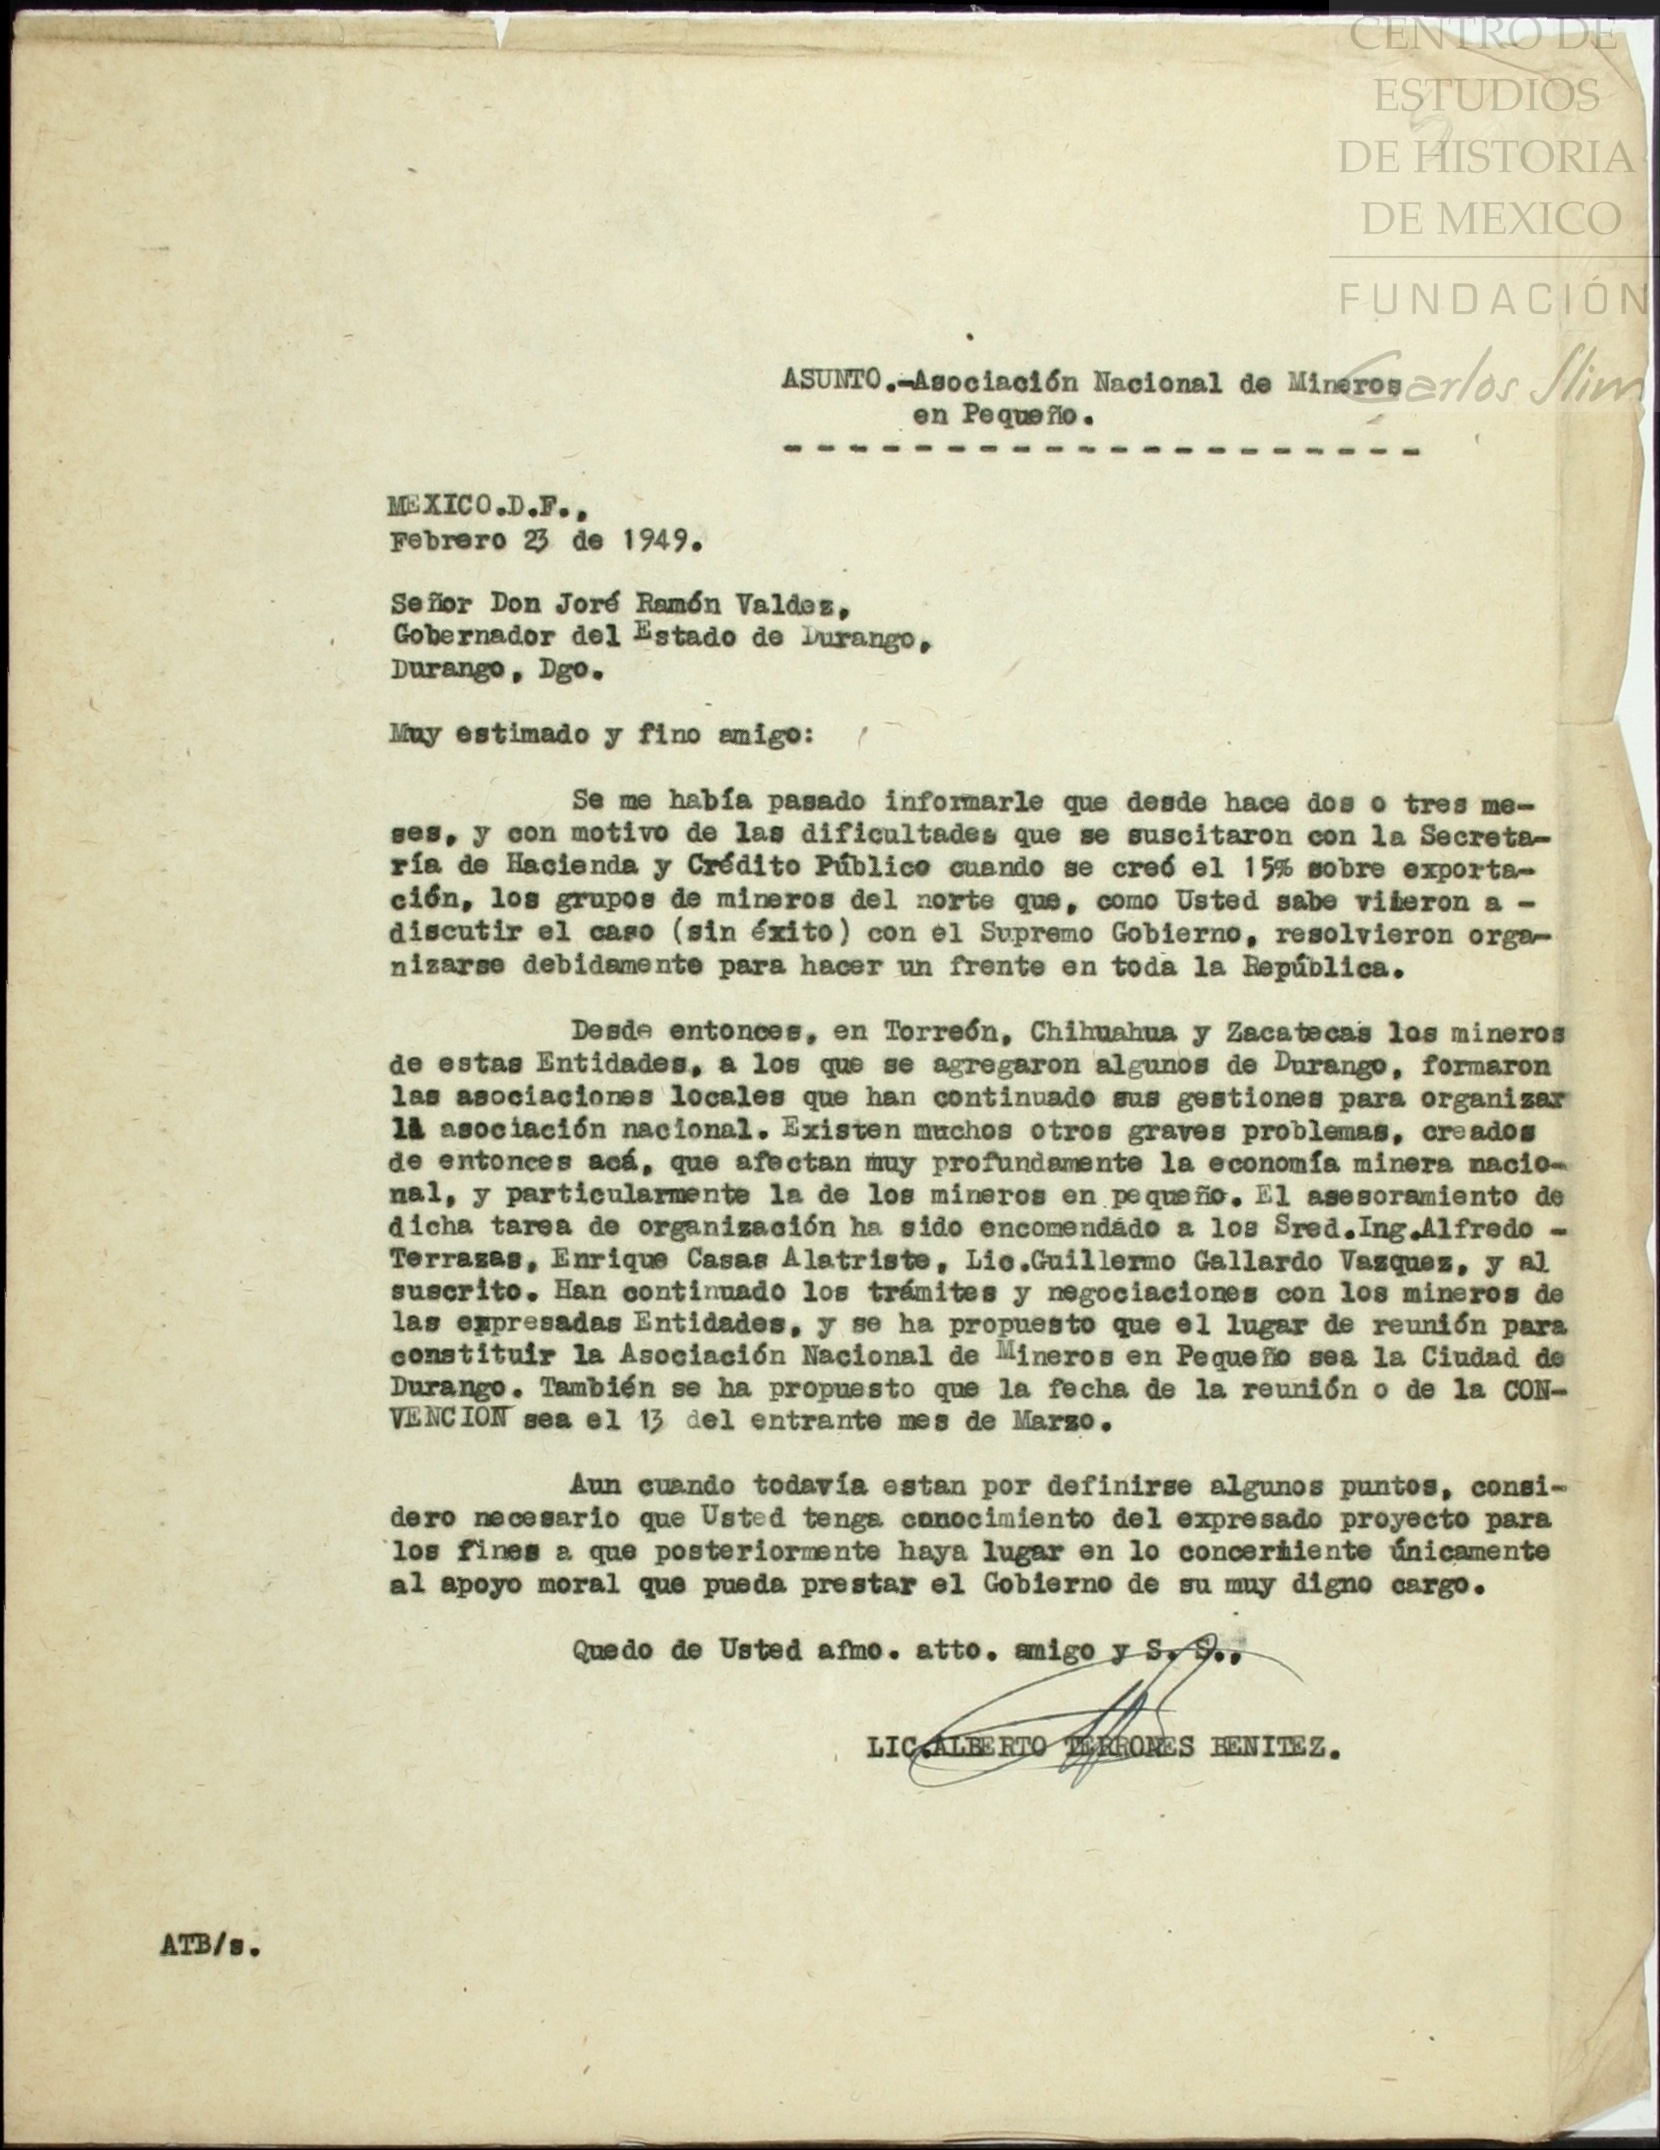 CENTRO DE
ESTUDIOS
DE HISTORIA
DE MEXICO
FUNDACIÓN
Carlos Slim
ASUNTO.-Asociación Nacional de Mineros
en Pequeño.
- - - - - - - - - - - - - - - - - - - -
MEXICO.D.F.,
Febrero 23 de 1949.
Señor Don Joré Ramón Valdez,
Gobernador del Estado de Durango,
Durango, Dgo.
Muy estimado y fino amigo:
Se me había pasado informarle que desde hace dos o tres me-
ses, y con motivo de las dificultades que se suscitaron con la Secreta-
ría de Hacienda y Crédito Público cuando se creó el 15% sobre exporta-
ción, los grupos de mineros del norte que, como Usted sabe viieron a -
discutir el caso (sin éxito) con el Supremo Gobierno, resolvieron orga-
nizarse debidamente para hacer un frente en toda la República.
Desde entonces, en Torreón, Chihuahua y Zacatecas los mineros
de estas Entidades, a los que se agregaron algunos de Durango, formaron
las asociaciones locales que han continuado sus gestiones para organizar
la asociación nacional. Existen muchos otros graves problemas, creados
de entonces acá, que afectan muy profundamente la economía minera nacio-
nal, y particularmente la de los mineros en pequeño. El asesoramiento de
dicha tarea de organización ha sido encomendádo a los Sred.Ing.Alfredo -
Terrazas, Enrique Casas Alatriste, Lic.Guillermo Gallardo Vazquez, y al
suscrito. Han continuado los trámites y negociaciones con los mineros de
las expresadas Entidades, y se ha propuesto que el lugar de reunión para
constituir la Asociación Nacional de Mineros en Pequeño sea la Ciudad de
Durango. También se ha propuesto que la fecha de la reunión o de la CON-
VENCION sea el 13 del entrante mes de Marzo.
Aun cuando todavía estan por definirse algunos puntos, consi-
dero necesario que Usted tenga conocimiento del expresado proyecto para
los fines a que posteriormente haya lugar en lo concerniente únicamente
al apoyo moral que pueda prestar el Gobierno de su muy digno cargo.
Quedo de Usted afmo. atto. amigo y S. S.,
LIC.ALBERTO TERRONES BENITEZ.
ATB/s.